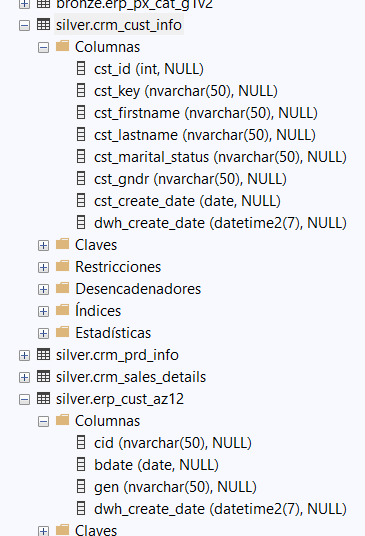 bronze.erp_px_cat_g1v2
silver.crm_cust_info
Columnas
cst_id (int, NULL)
cst_key (nvarchar(50), NULL)
cst_firstname (nvarchar(50), NULL)
cst_lastname (nvarchar(50), NULL)
cst_marital_status (nvarchar(50), NULL)
cst_gndr (nvarchar(50), NULL)
cst_create_date (date, NULL)
dwh_create_date (datetime2(7), NULL)
Claves
Restricciones
Desencadenadores
Índices
Estadísticas
silver.crm_prd_info
silver.crm_sales_details
silver.erp_cust_az12
Columnas
cid (nvarchar(50), NULL)
bdate (date, NULL)
gen (nvarchar(50), NULL)
dwh_create_date (datetime2(7), NULL)
Claves